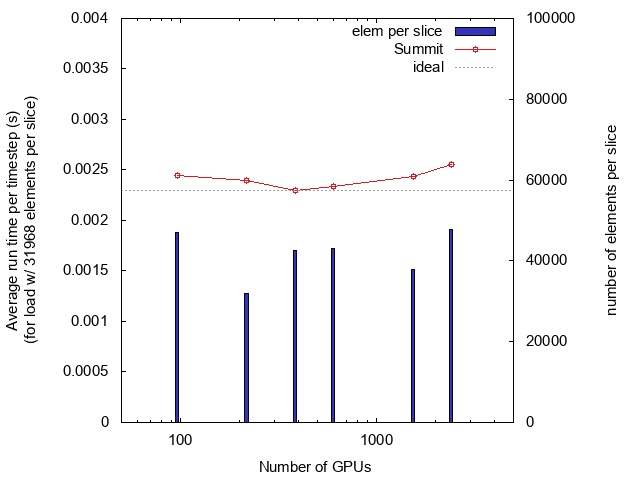 0.004
0.0035
0.003
0.0025
0.002
0.0015
0.001
0.0005
0
Average run time per timestep (s)
(for load w/ 31968 elements per slice)
elem per slice
Summit
ideal
100000
80000
60000
40000
20000
0
number of elements per slice
100
1000
Number of GPUs